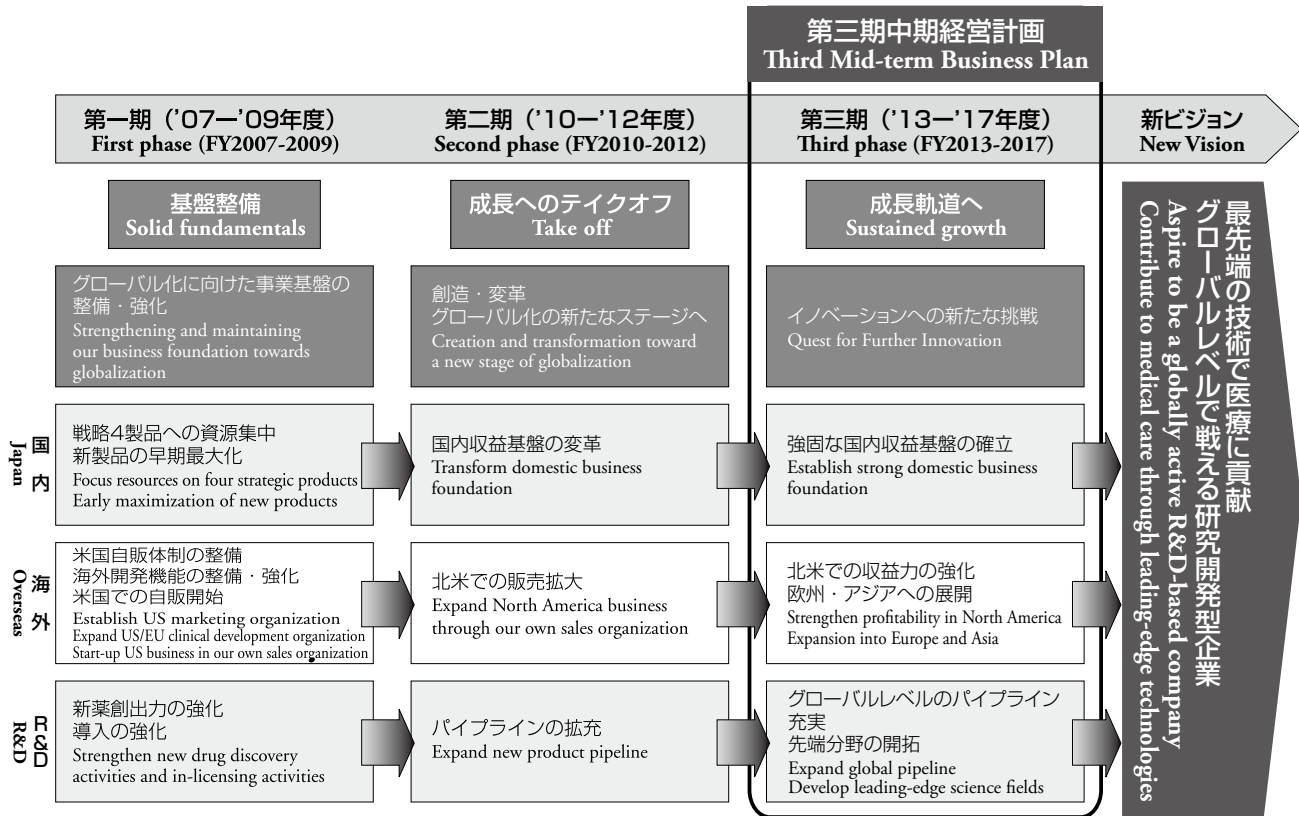 第三期中期経営計画
Third Mid-term Business Plan
第一期（’07ー’09年度）
First phase (FY2007-2009)
第二期（’10ー’12年度）
Second phase (FY2010-2012)
第三期（’13ー’17年度）
Third phase (FY2013-2017)
新ビジョン
New Vision
基盤整備
Solid fundamentals
成長へのテイクオフ
Take off
成長軌道へ
Sustained growth
グローバル化に向けた事業基盤の
整備・強化
Strengthening and maintaining
our business foundation towards
globalization
創造・変革
グローバル化の新たなステージへ
Creation and transformation toward
a new stage of globalization
イノベーションへの新たな挑戦
Quest for Further Innovation
国内
Japan
戦略4製品への資源集中
新製品の早期最大化
Focus resources on four strategic products
Early maximization of new products
国内収益基盤の変革
Transform domestic business
foundation
強固な国内収益基盤の確立
Establish strong domestic business
foundation
海外
Overseas
米国自販体制の整備
海外開発機能の整備・強化
米国での自販開始
Establish US marketing organization
Expand US/EU clinical development organization
Start-up US business in our own sales organization
北米での販売拡大
Expand North America business
through our own sales organization
北米での収益力の強化
欧州・アジアへの展開
Strengthen profitability in North America
Expansion into Europe and Asia
R&D
R&D
新薬創出力の強化
導入の強化
Strengthen new drug discovery
activities and in-licensing activities
パイプラインの拡充
Expand new product pipeline
グローバルレベルのパイプライン
充実
先端分野の開拓
Expand global pipeline
Develop leading-edge science fields
最先端の技術で医療に貢献
グローバルレベルで戦える研究開発型企業
Aspire to be a globally active R&D-based company
Contribute to medical care through leading-edge technologies